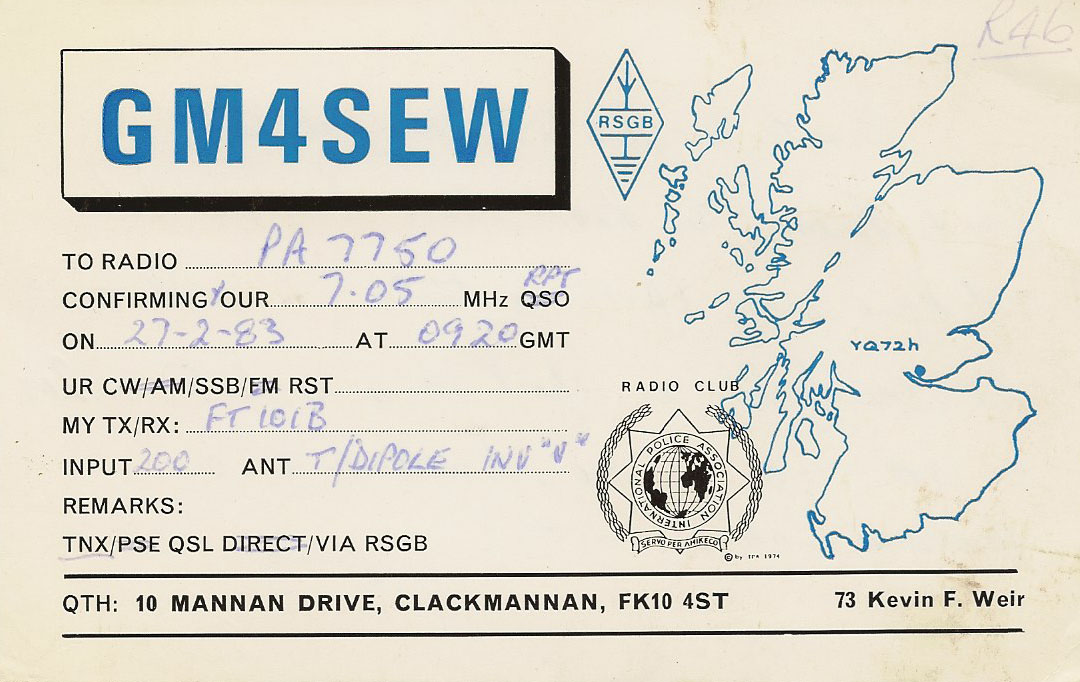 R46
GM4SEW
RSGB
TO RADIO PA 7750
CONFIRMING YOUR 7.05 MHz QSO RPT
ON 27-2-83 AT 0920 GMT
UR CW/AM/SSB/FM RST
MY TX/RX: FT 101B
INPUT 200 ANT T/DIPOLE INV "V"
REMARKS:
TNX/PSE QSL DIRECT/VIA RSGB
YQ72h
RADIO CLUB
INTERNATIONAL POLICE ASSOCIATION
SERVO PER AMIKECO
QTH: 10 MANNAN DRIVE, CLACKMANNAN, FK10 4ST 73 Kevin F. Weir